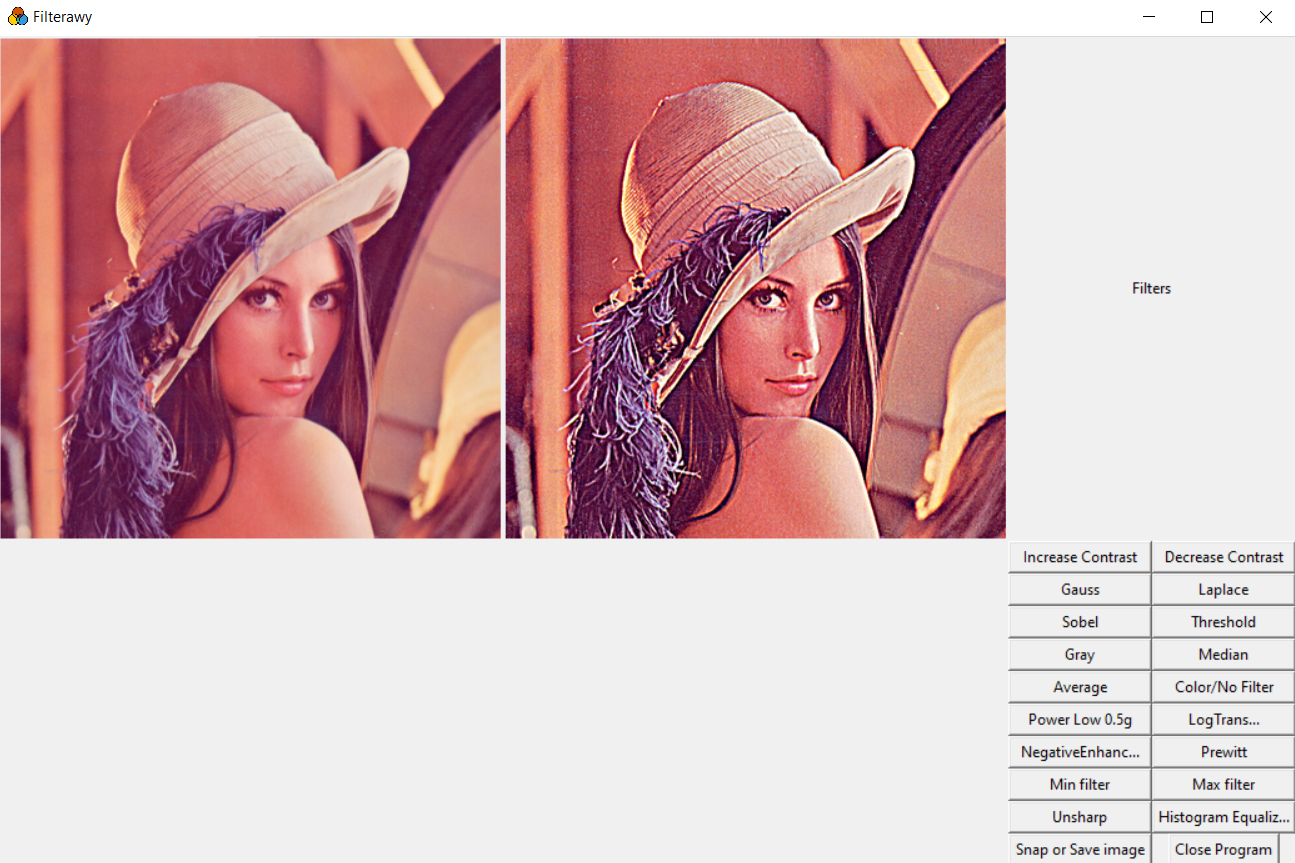 Filterawy
Filters
Increase Contrast
Decrease Contrast
Gauss
Laplace
Sobel
Threshold
Gray
Median
Average
Color/No Filter
Power Low 0.5g
LogTrans...
NegativeEnhanc...
Prewitt
Min filter
Max filter
Unsharp
Histogram Equaliz...
Snap or Save image
Close Program